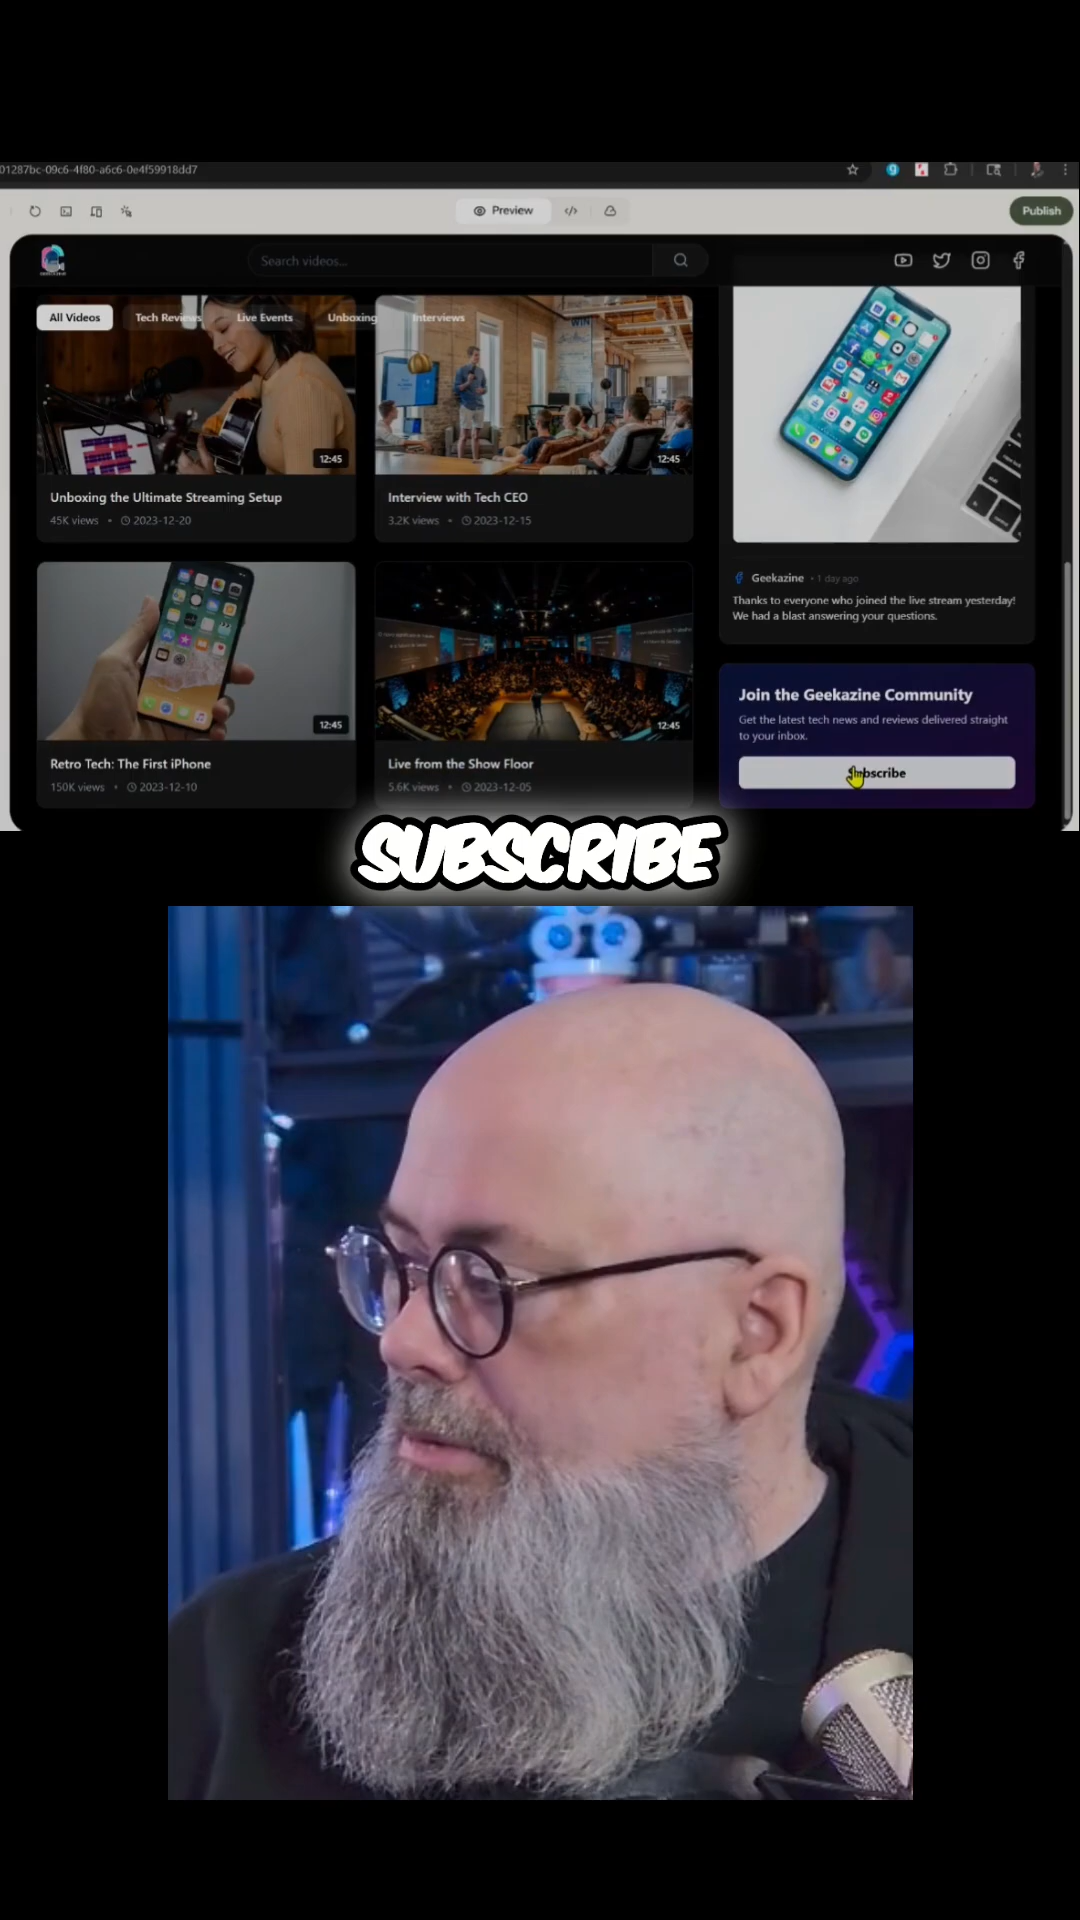 01287bc-09c6-4f80-a6c6-0e4f59918dd7
Preview
</>
Publish
Search videos...
All Videos
Tech Reviews
Live Events
Unboxing
Interviews
12:45
Unboxing the Ultimate Streaming Setup
45K views • 2023-12-20
12:45
Interview with Tech CEO
3.2K views • 2023-12-15
Geekazine • 1 day ago
Thanks to everyone who joined the live stream yesterday!
We had a blast answering your questions.
12:45
Retro Tech: The First iPhone
150K views • 2023-12-10
12:45
Live from the Show Floor
5.6K views • 2023-12-05
Join the Geekazine Community
Get the latest tech news and reviews delivered straight
to your inbox.
Subscribe
SUBSCRIBE